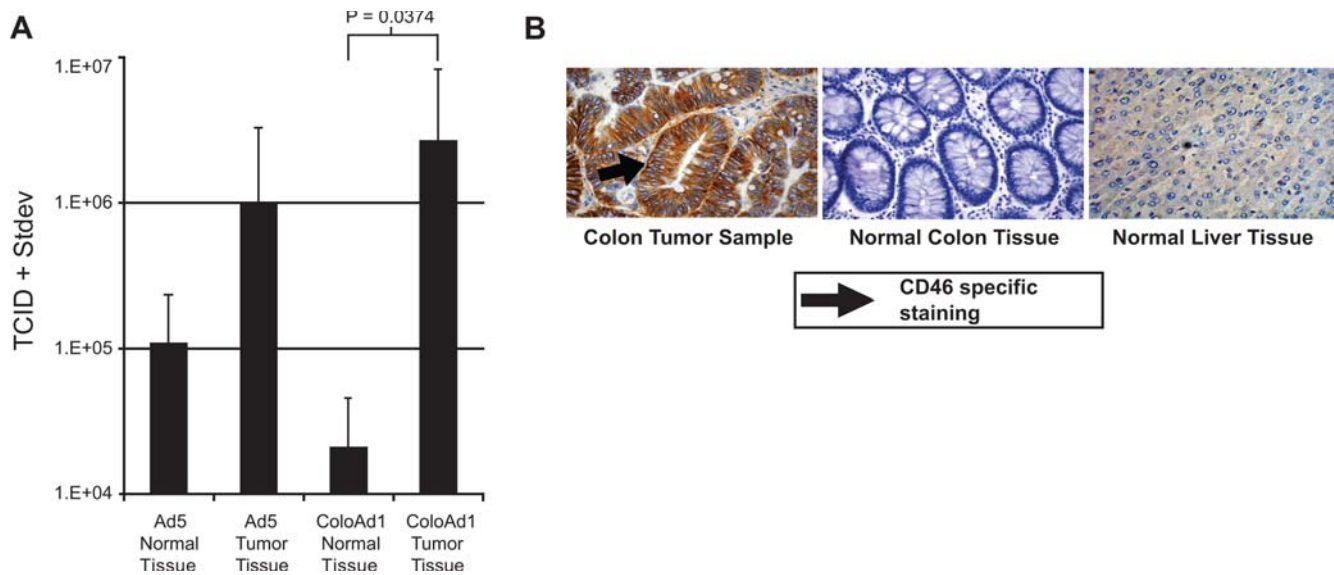 A
P = 0.0374
TCID + Stdev
1.E+07
1.E+06
1.E+05
1.E+04
Ad5
Normal
Tissue
Ad5
Tumor
Tissue
ColoAd1
Normal
Tissue
ColoAd1
Tumor
Tissue
B
Colon Tumor Sample
Normal Colon Tissue
Normal Liver Tissue
CD46 specific
staining